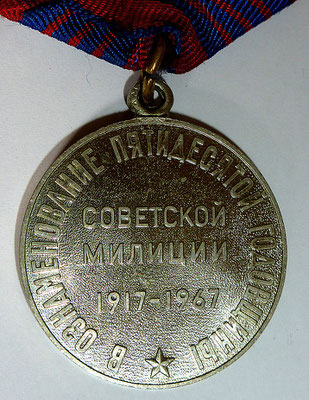 В ОЗНАМЕНОВАНИЕ ПЯТИДЕСЯТОЙ ГОДОВЩИНЫ
СОВЕТСКОЙ
МИЛИЦИИ
1917-1967